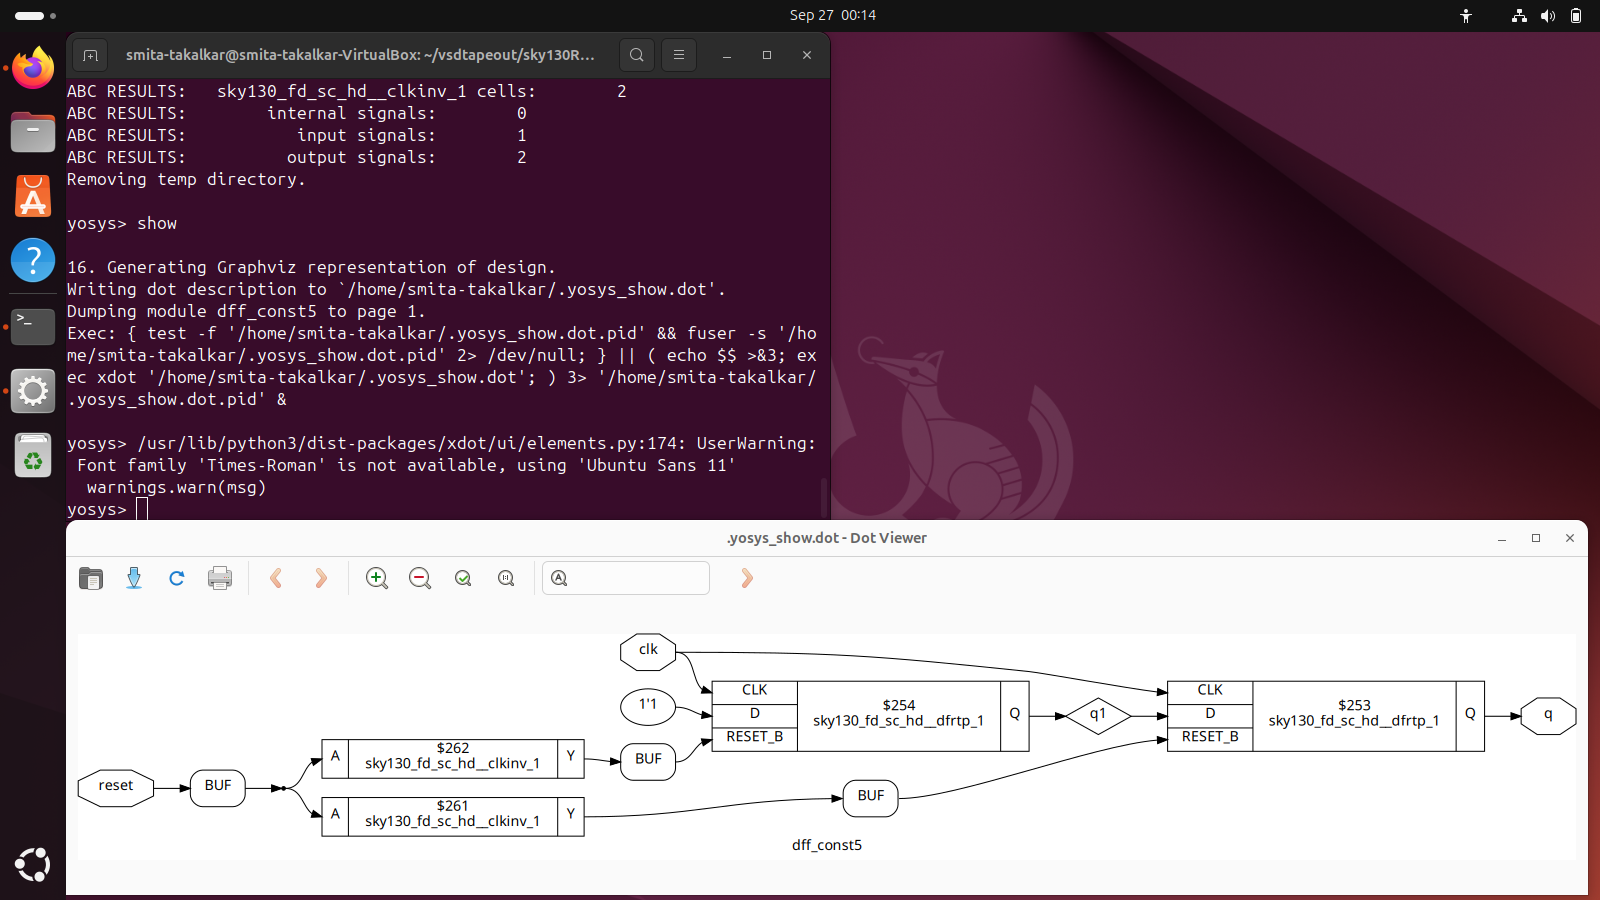 Sep 27  00:14
smita-takalkar@smita-takalkar-VirtualBox: ~/vsdtapeout/sky130R...
ABC RESULTS:   sky130_fd_sc_hd__clkinv_1 cells:        2
ABC RESULTS:        internal signals:        0
ABC RESULTS:           input signals:        1
ABC RESULTS:          output signals:        2
Removing temp directory.
yosys> show
16. Generating Graphviz representation of design.
Writing dot description to `/home/smita-takalkar/.yosys_show.dot'.
Dumping module dff_const5 to page 1.
Exec: { test -f '/home/smita-takalkar/.yosys_show.dot.pid' && fuser -s '/ho
me/smita-takalkar/.yosys_show.dot.pid' 2> /dev/null; } || ( echo $$ >&3; ex
ec xdot '/home/smita-takalkar/.yosys_show.dot'; ) 3> '/home/smita-takalkar/
.yosys_show.dot.pid' &
yosys> /usr/lib/python3/dist-packages/xdot/ui/elements.py:174: UserWarning:
 Font family 'Times-Roman' is not available, using 'Ubuntu Sans 11'
  warnings.warn(msg)
yosys>
.yosys_show.dot - Dot Viewer
clk
1'1
CLK
D
RESET_B
$254
sky130_fd_sc_hd__dfrtp_1
Q
q1
CLK
D
RESET_B
$253
sky130_fd_sc_hd__dfrtp_1
Q
q
reset
BUF
A
$262
sky130_fd_sc_hd__clkinv_1
Y
BUF
A
$261
sky130_fd_sc_hd__clkinv_1
Y
BUF
dff_const5